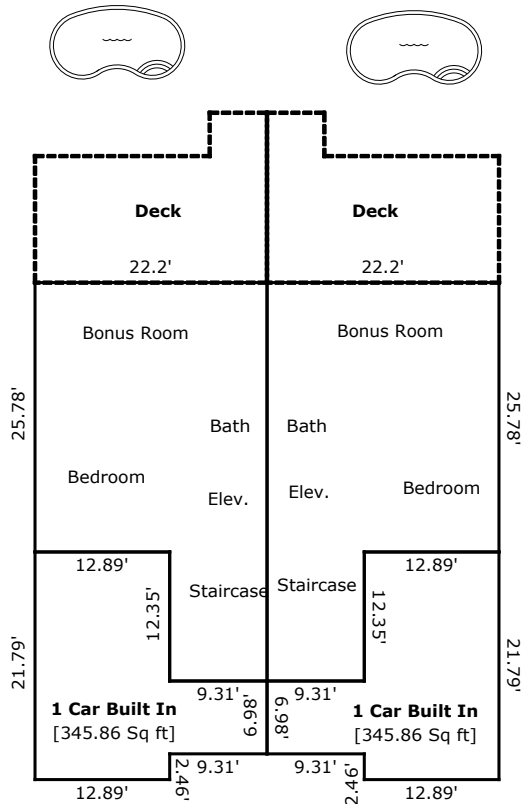 Deck
Deck
22.2'
22.2'
Bonus Room
Bonus Room
25.78'
25.78'
Bath
Bath
Bedroom
Elev.
Elev.
Bedroom
12.89'
12.89'
12.35'
Staircase
Staircase
12.35'
21.79'
21.79'
9.31'
9.31'
6.98'
6.98'
1 Car Built In
[345.86 Sq ft]
1 Car Built In
[345.86 Sq ft]
9.31'
9.31'
2.46'
2.46'
12.89'
12.89'